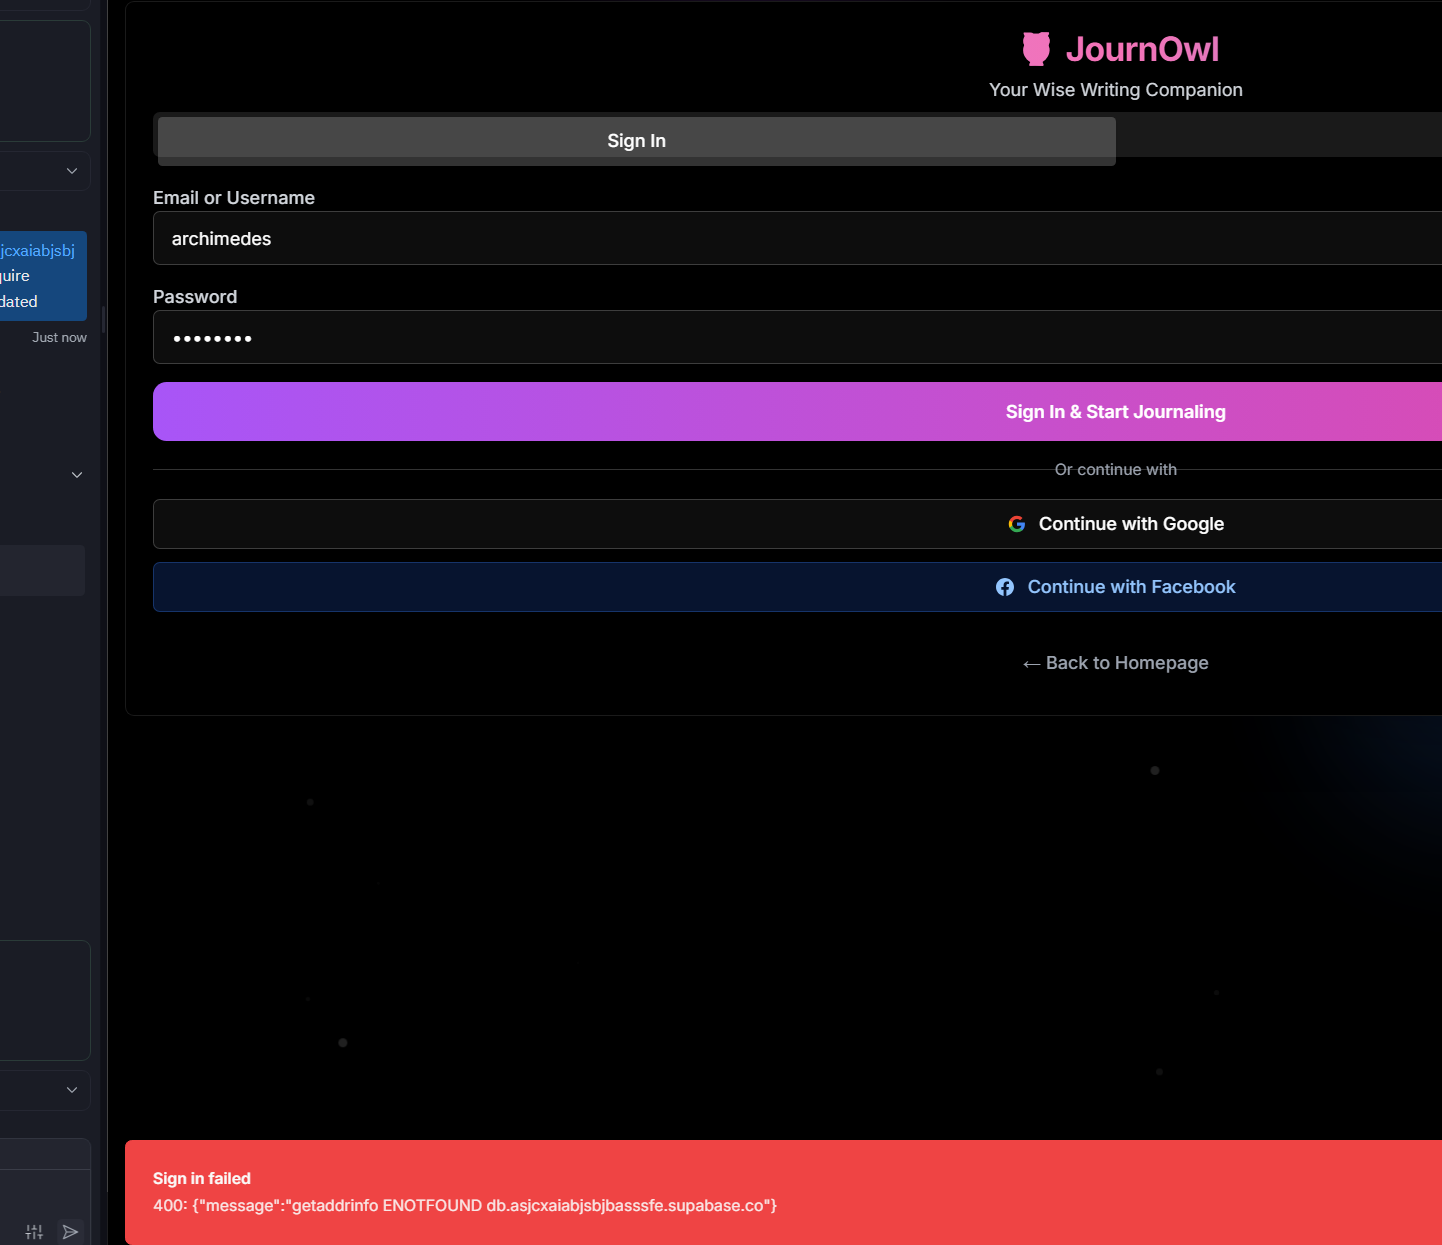 jcxaiabjsbj
quire
dated
Just now
JournOwl
Your Wise Writing Companion
Sign In
Email or Username
archimedes
Password
••••••••
Sign In & Start Journaling
Or continue with
Continue with Google
Continue with Facebook
← Back to Homepage
Sign in failed
400: {"message":"getaddrinfo ENOTFOUND db.asjcxaiabjsbjbasssfe.supabase.co"}